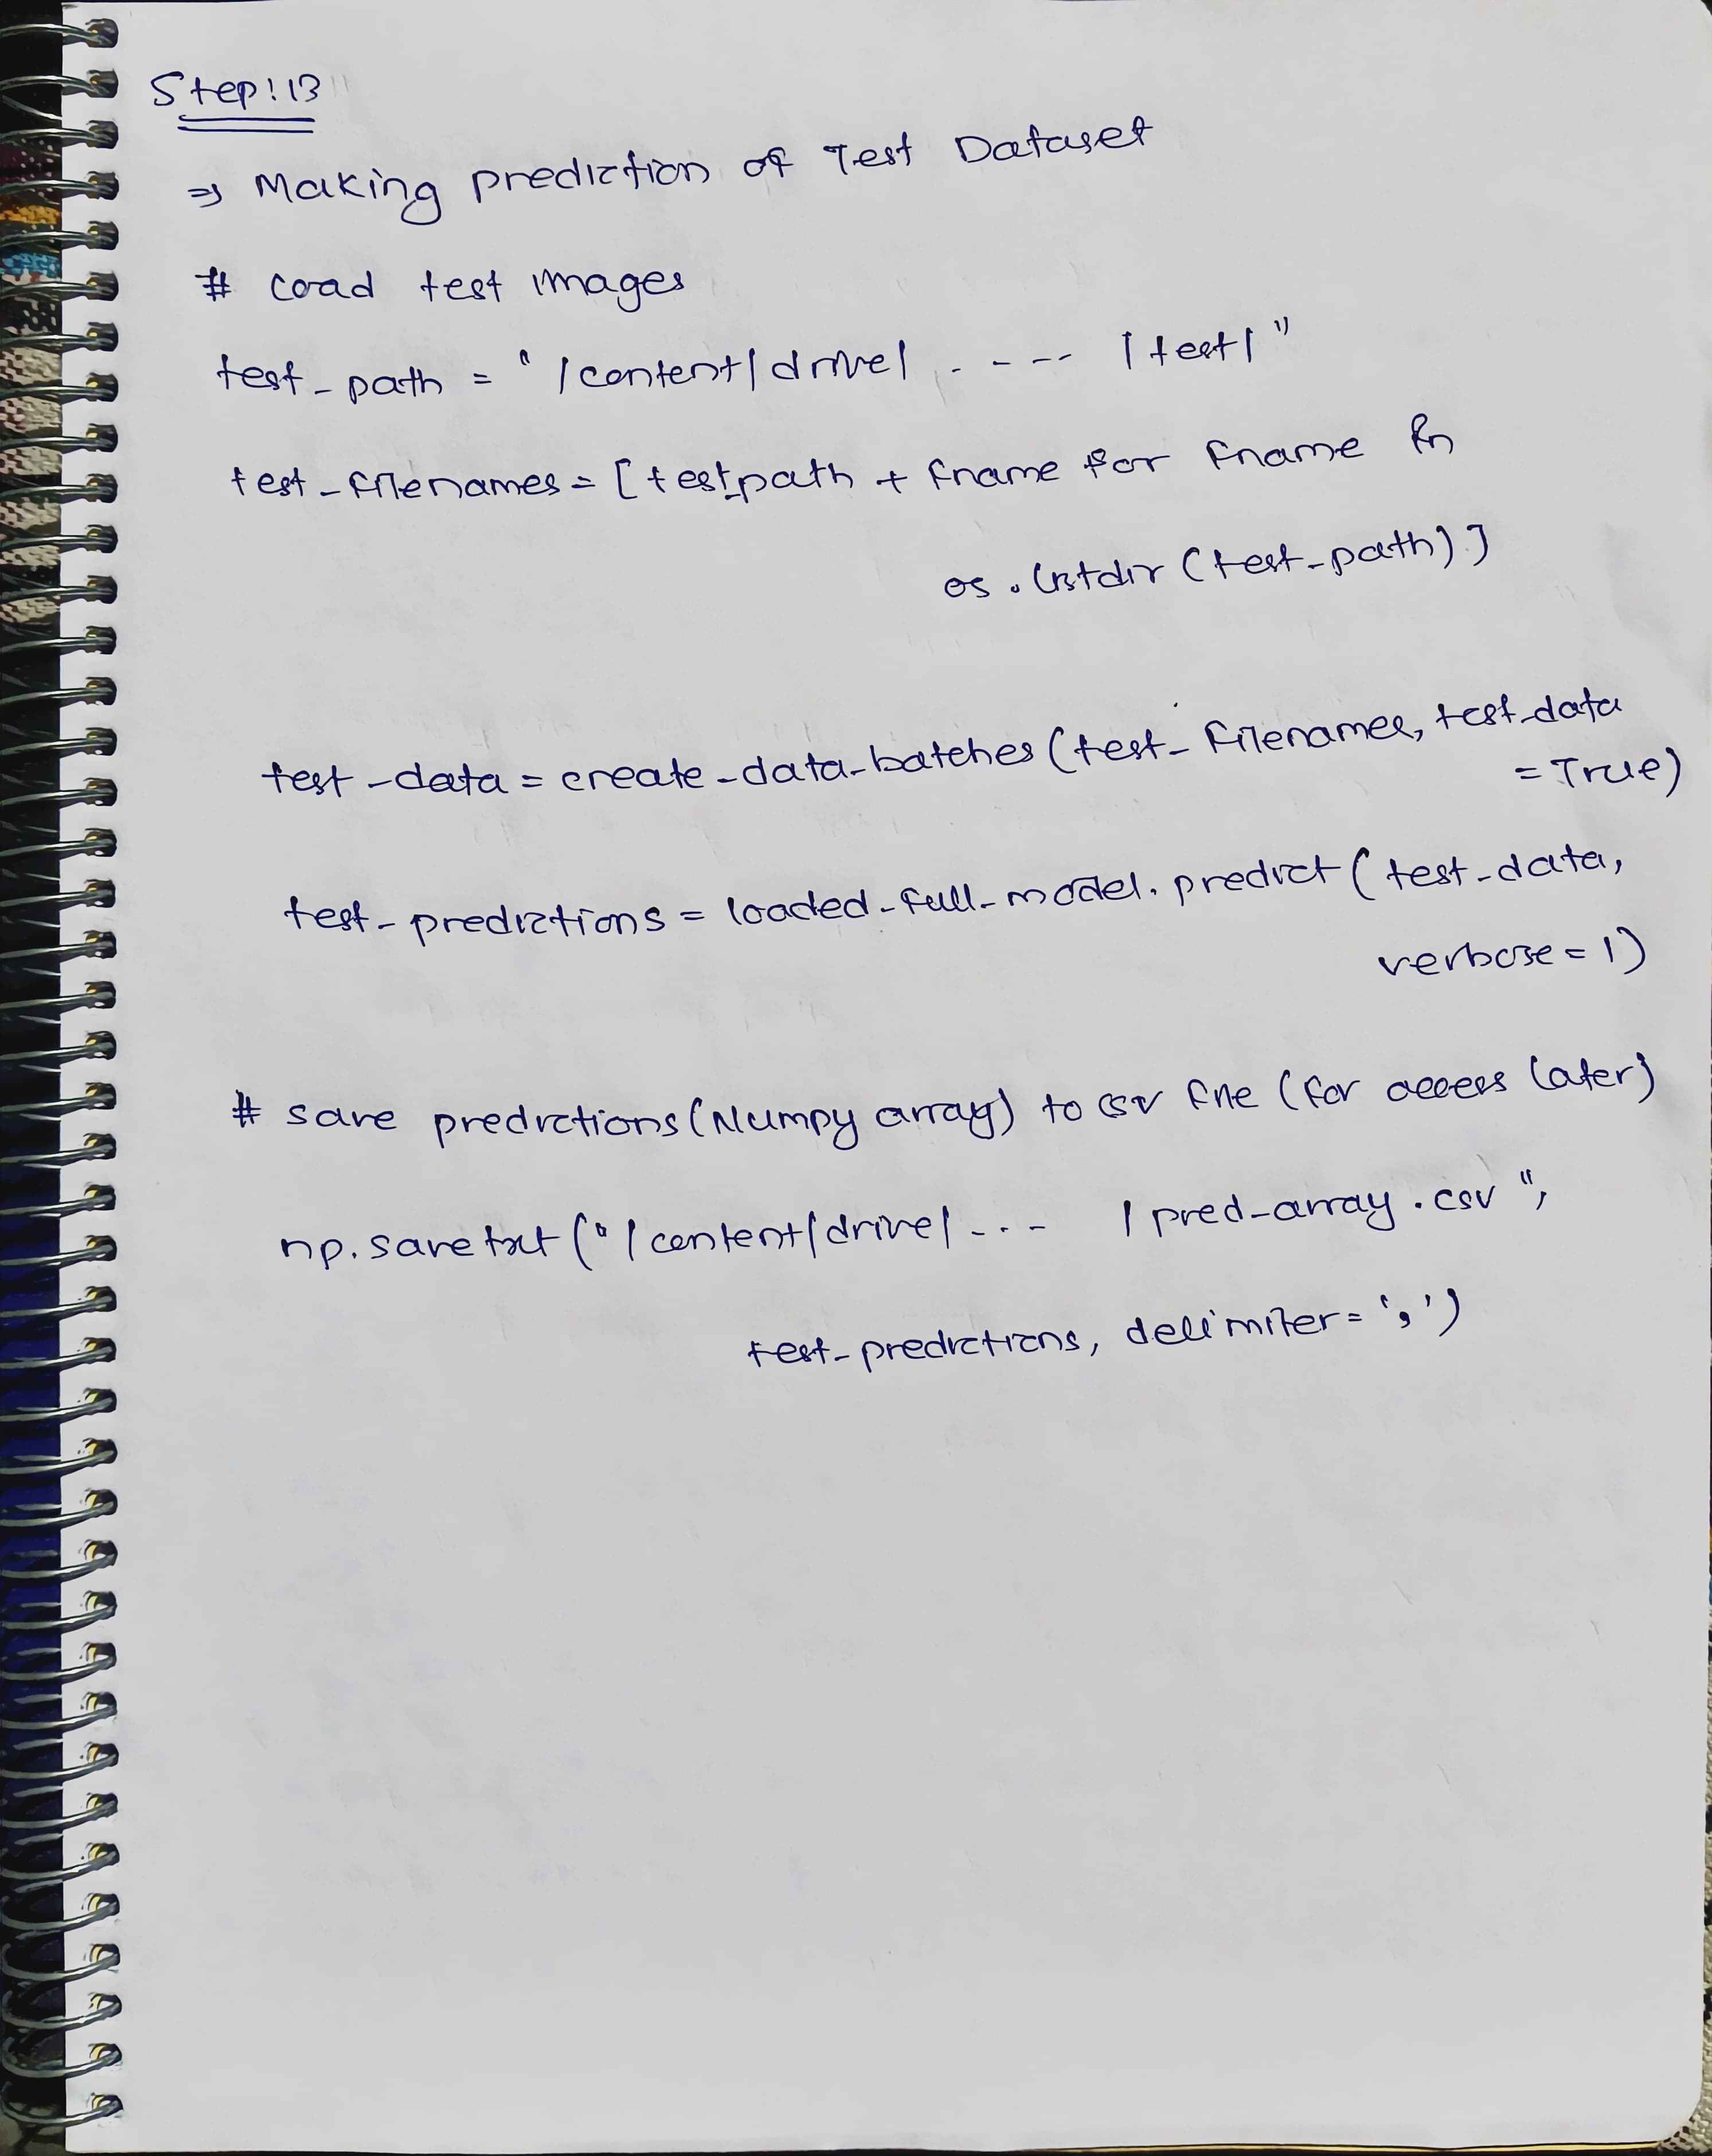 Step: 13
⇒ Making prediction of Test Dataset
# Load test images
test_path = "/content/drive/ . - -- /test/"
test_filenames = [test_path + fname for fname in
os.listdir(test_path)]
test_data = create_data_batches(test_filenames, test_data
=True)
test_predictions = loaded_full_model.predict(test_data,
verbose=1)
# save predictions (Numpy array) to csv file (for access later)
np.savetxt("/content/drive/ - . - /pred_array.csv",
test_predictions, delimiter=',')